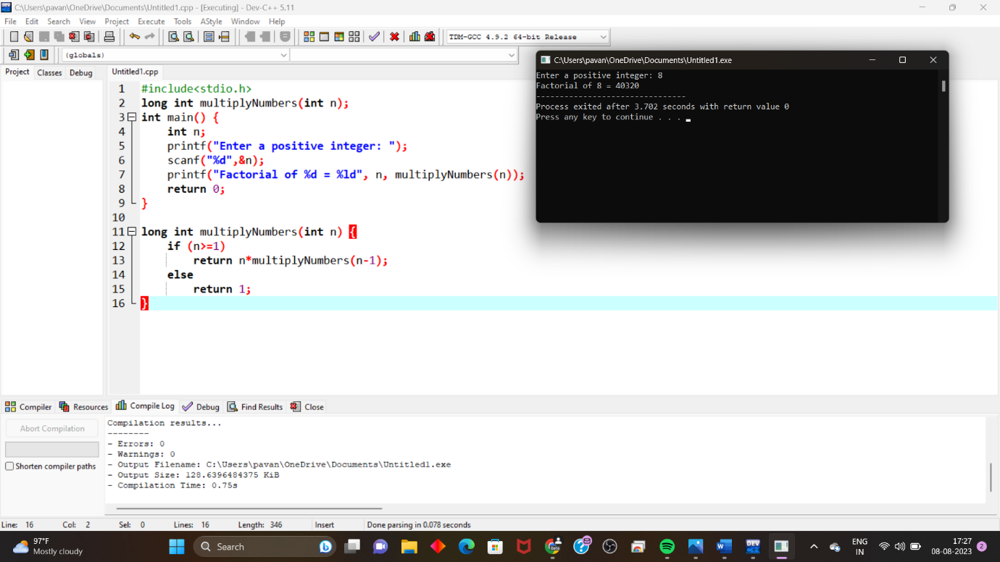 C:\Users\pavan\OneDrive\Documents\Untitled1.cpp - [Executing] - Dev-C++ 5.11
File Edit Search View Project Execute Tools AStyle Window Help
TDM-GCC 4.9.2 64-bit Release
(globals)
Project Classes Debug
Untitled1.cpp
1 #include<stdio.h>
2 long int multiplyNumbers(int n);
3 int main() {
4 int n;
5 printf("Enter a positive integer: ");
6 scanf("%d",&n);
7 printf("Factorial of %d = %ld", n, multiplyNumbers(n));
8 return 0;
9 }
10
11 long int multiplyNumbers(int n) {
12 if (n>=1)
13 return n*multiplyNumbers(n-1);
14 else
15 return 1;
16 }
C:\Users\pavan\OneDrive\Documents\Untitled1.exe
Enter a positive integer: 8
Factorial of 8 = 40320
--------------------------------
Process exited after 3.702 seconds with return value 0
Press any key to continue . . .
Compiler Resources Compile Log Debug Find Results Close
Abort Compilation
Shorten compiler paths
Compilation results...
--------
- Errors: 0
- Warnings: 0
- Output Filename: C:\Users\pavan\OneDrive\Documents\Untitled1.exe
- Output Size: 128.6396484375 KiB
- Compilation Time: 0.75s
Line: 16 Col: 2 Sel: 0 Lines: 16 Length: 346 Insert Done parsing in 0.078 seconds
97°F
Mostly cloudy
Search
DEV
ENG
IN
17:27
08-08-2023
2